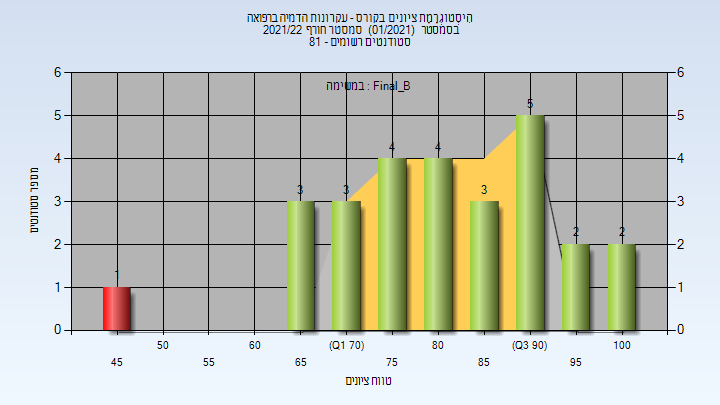 היסטוגרמת ציונים בקורס - עקרונות הדמיה ברפואה
בסמסטר (01/2021) סמסטר חורף 2021/22
סטודנטים רשומים - 81
במשימה : Final_B
מספר סטודנטים
6 6
5 5
4 4
3 3
2 2
1 1
0 0
1 3 3 4 4 3 5 2 2
50 60 (Q1 70) 80 (Q3 90) 100
45 55 65 75 85 95
טווח ציונים